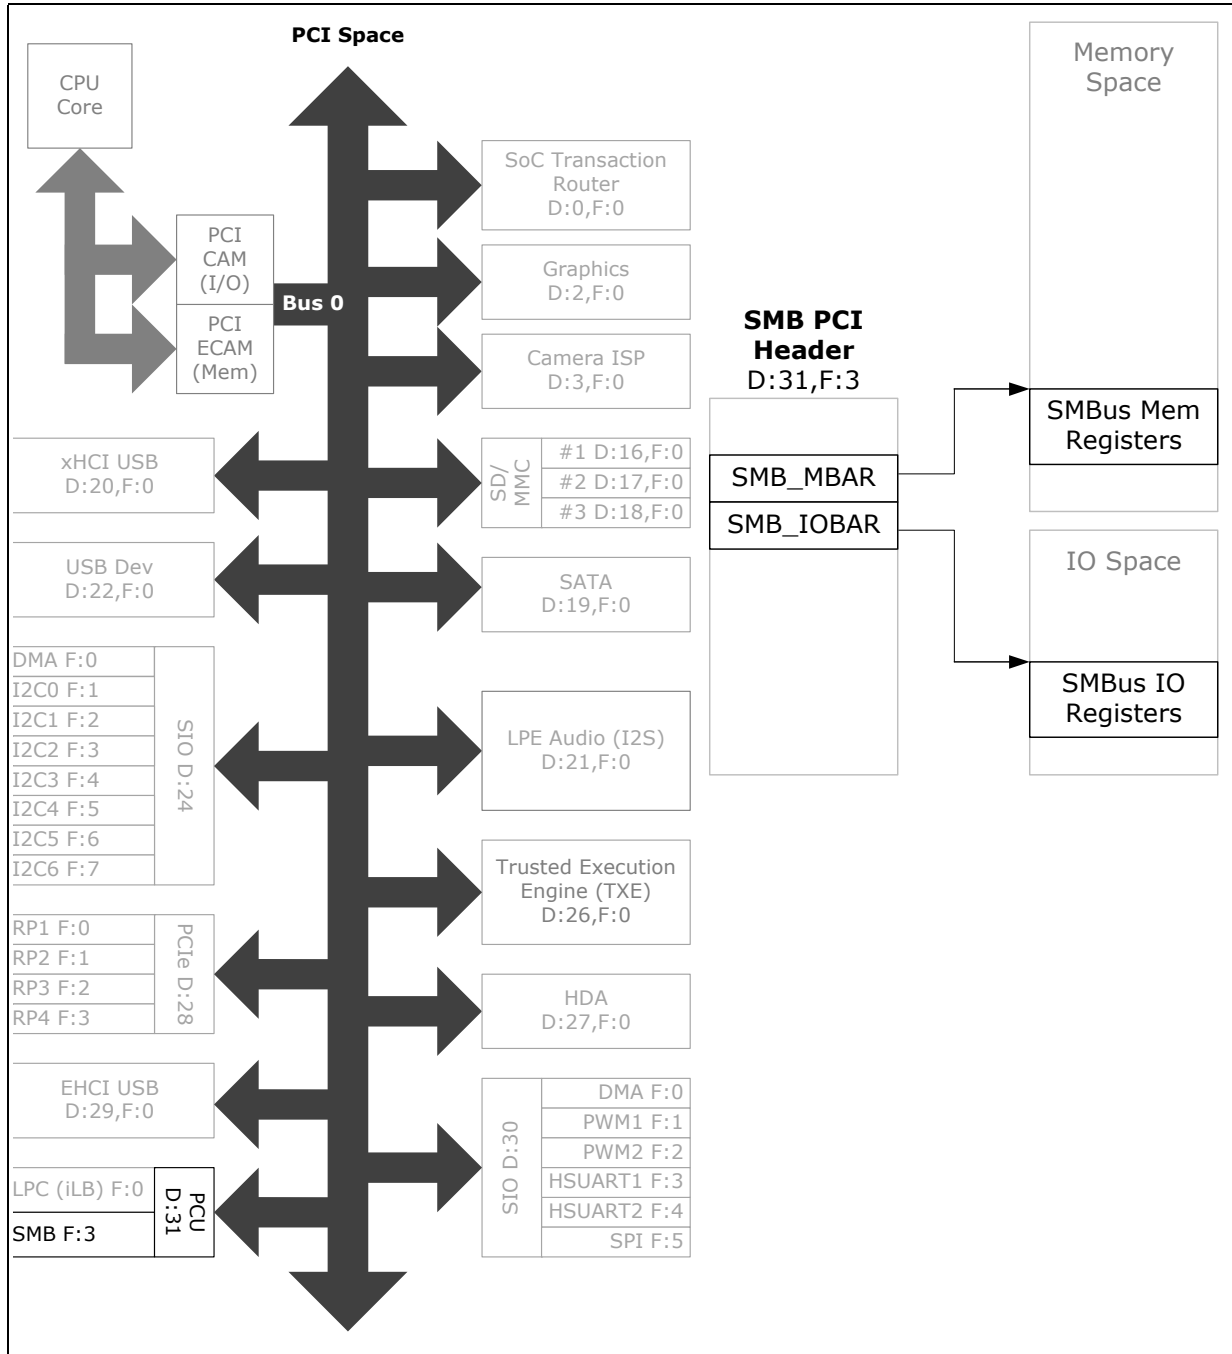 PCI Space
CPU
Core
PCI
CAM
(I/O)
PCI
ECAM
(Mem)
Bus 0
SoC Transaction
Router
D:0,F:0
Graphics
D:2,F:0
Camera ISP
D:3,F:0
xHCI USB
D:20,F:0
SD/
MMC
#1 D:16,F:0
#2 D:17,F:0
#3 D:18,F:0
USB Dev
D:22,F:0
SATA
D:19,F:0
DMA F:0
I2C0 F:1
I2C1 F:2
I2C2 F:3
I2C3 F:4
I2C4 F:5
I2C5 F:6
I2C6 F:7
SIO D:24
LPE Audio (I2S)
D:21,F:0
Trusted Execution
Engine (TXE)
D:26,F:0
RP1 F:0
RP2 F:1
RP3 F:2
RP4 F:3
PCIe D:28
HDA
D:27,F:0
EHCI USB
D:29,F:0
SIO D:30
DMA F:0
PWM1 F:1
PWM2 F:2
HSUART1 F:3
HSUART2 F:4
SPI F:5
LPC (iLB) F:0
SMB F:3
PCU
D:31
SMB PCI
Header
D:31,F:3
SMB_MBAR
SMB_IOBAR
Memory
Space
SMBus Mem
Registers
IO Space
SMBus IO
Registers